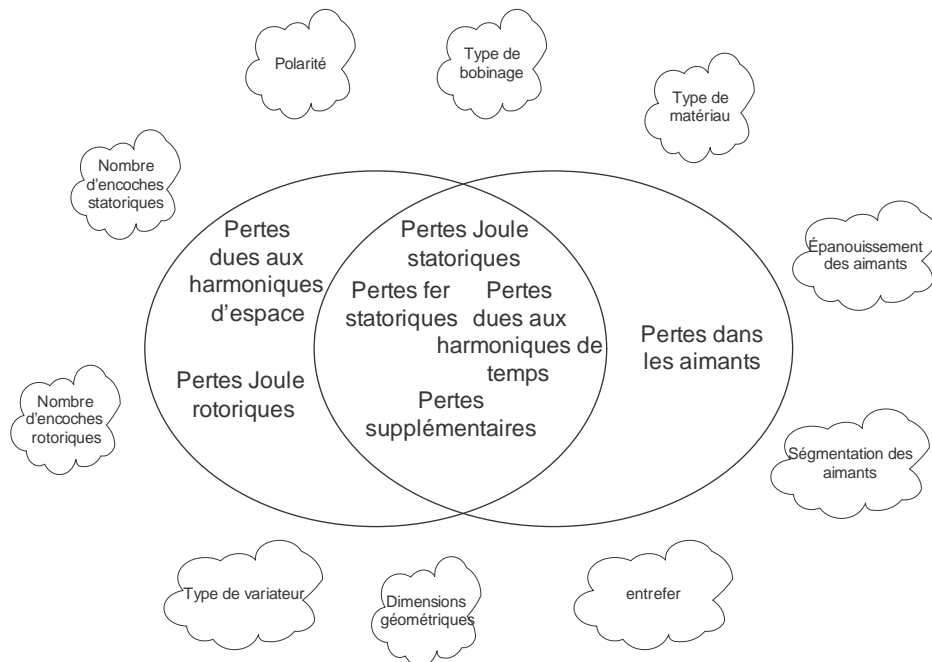 Polarité
Type de
bobinage
Type de
matériau
Nombre
d'encoches
statoriques
Pertes
dues aux
harmoniques
d'espace
Pertes Joule
statoriques
Épanouissement
des aimants
Pertes fer
statoriques
Pertes
dues aux
harmoniques de
temps
Pertes dans
les aimants
Pertes Joule
rotoriques
Pertes
supplémentaires
Nombre
d'encoches
rotoriques
Ségmentation des
aimants
Type de variateur
Dimensions
géométriques
entrefer